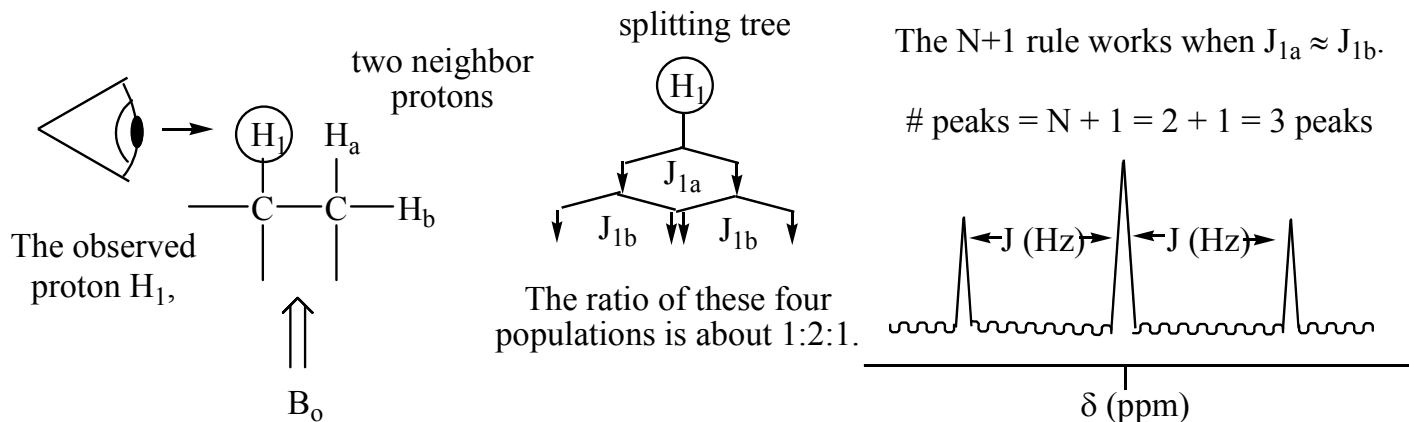 two neighbor
protons
H₁
Hₐ
C
C
H_b
The observed
proton H₁,
Bₒ
splitting tree
H₁
J₁ₐ
J₁b
J₁b
The ratio of these four
populations is about 1:2:1.
The N+1 rule works when J₁ₐ ≈ J₁b.
# peaks = N + 1 = 2 + 1 = 3 peaks
J (Hz)
J (Hz)
δ (ppm)